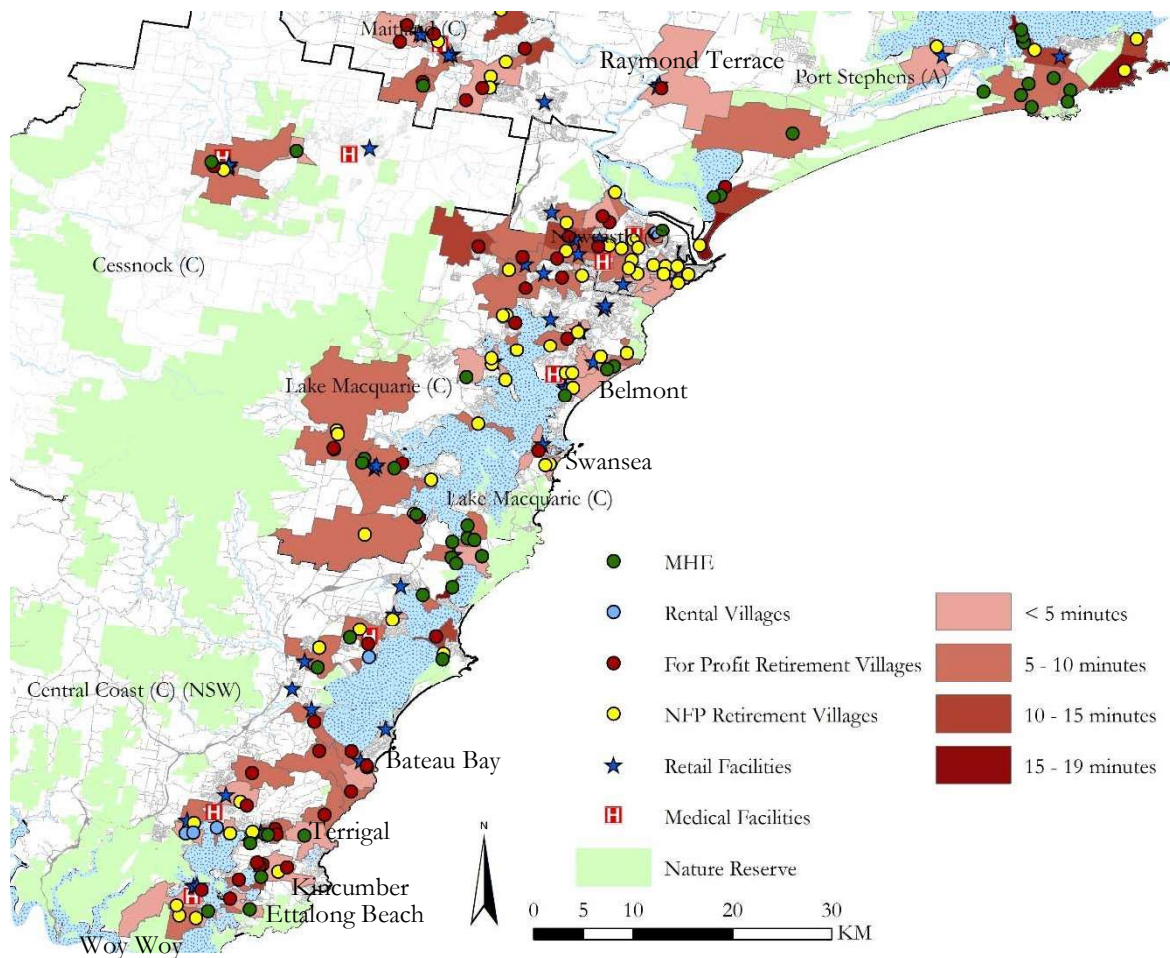 Maitland (C)
Raymond Terrace
Port Stephens (A)
H
H
H
Newcastle (C)
H
H
Cessnock (C)
Lake Macquarie (C)
H
Belmont
Swansea
Lake Macquarie (C)
MHE
Rental Villages
< 5 minutes
H
For Profit Retirement Villages
5 - 10 minutes
Central Coast (C) (NSW)
NFP Retirement Villages
10 - 15 minutes
Bateau Bay
Retail Facilities
15 - 19 minutes
H
H
Medical Facilities
Terrigal
N
Nature Reserve
Kincumber
H
Ettalong Beach
0 5 10 20 30
KM
Woy Woy